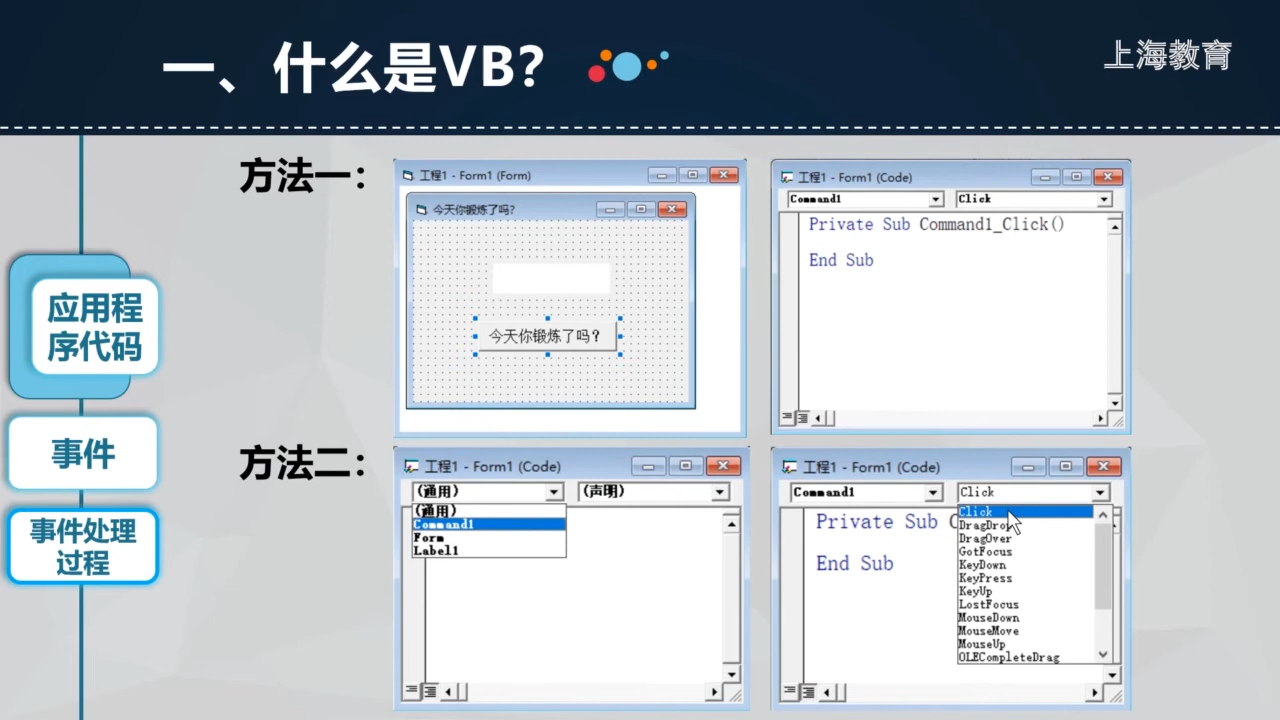 一、什么是VB?
上海教育
应用程
序代码
事件
事件处理
过程
方法一:
工程1 - Form1 (Form)
今天你锻炼了吗?
今天你锻炼了吗?
工程1 - Form1 (Code)
Command1
Click
Private Sub Command1_Click()
End Sub
方法二:
工程1 - Form1 (Code)
(通用)
(声明)
(通用)
Command1
Form
Label1
工程1 - Form1 (Code)
Command1
Click
Private Sub C
End Sub
Click
DragDrop
DragOver
GotFocus
KeyDown
KeyPress
KeyUp
LostFocus
MouseDown
MouseMove
MouseUp
OLECompleteDrag